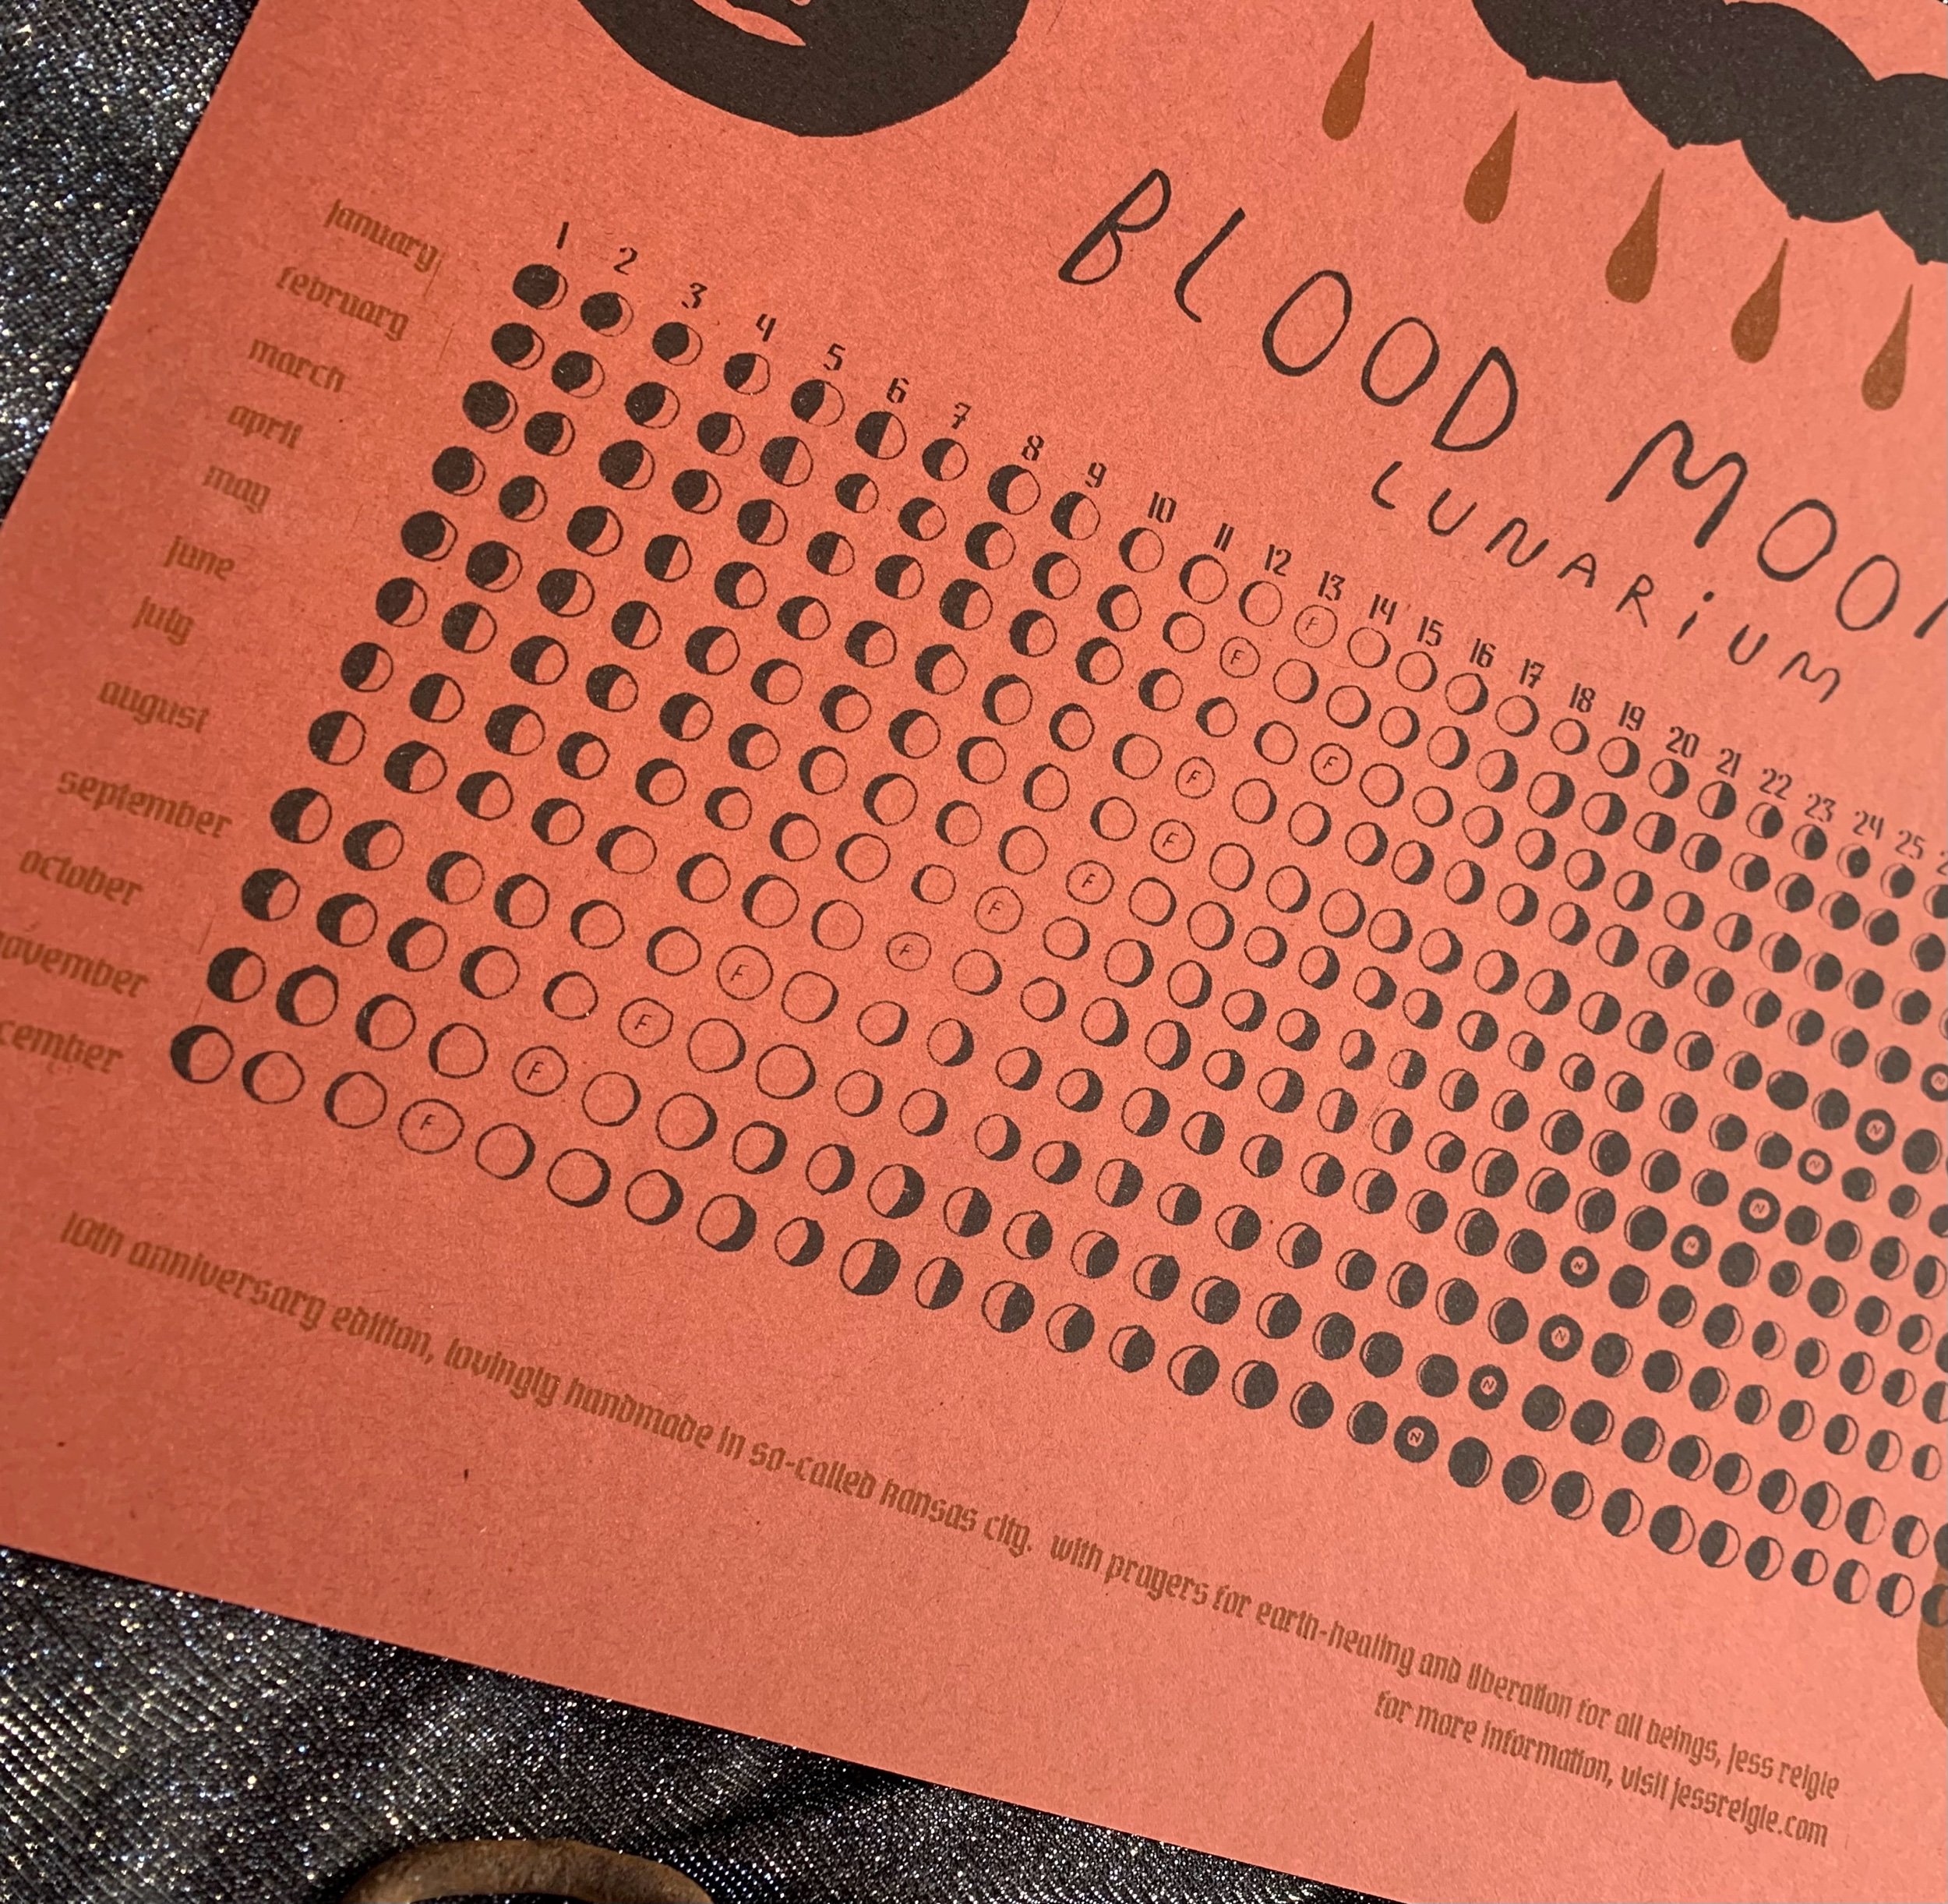 BLOOD MOO
LUNARiUM
1 2 3 4 5 6 7 8 9 10 11 12 13 14 15 16 17 18 19 20 21 22 23 24 25
january
february
march
april
may
june
july
august
september
october
november
cember
10th anniversary edition, lovingly handmade in so-called kansas city. with prayers for earth-healing and liberation for all beings, jess reigle
for more information, visit jessreigle.com